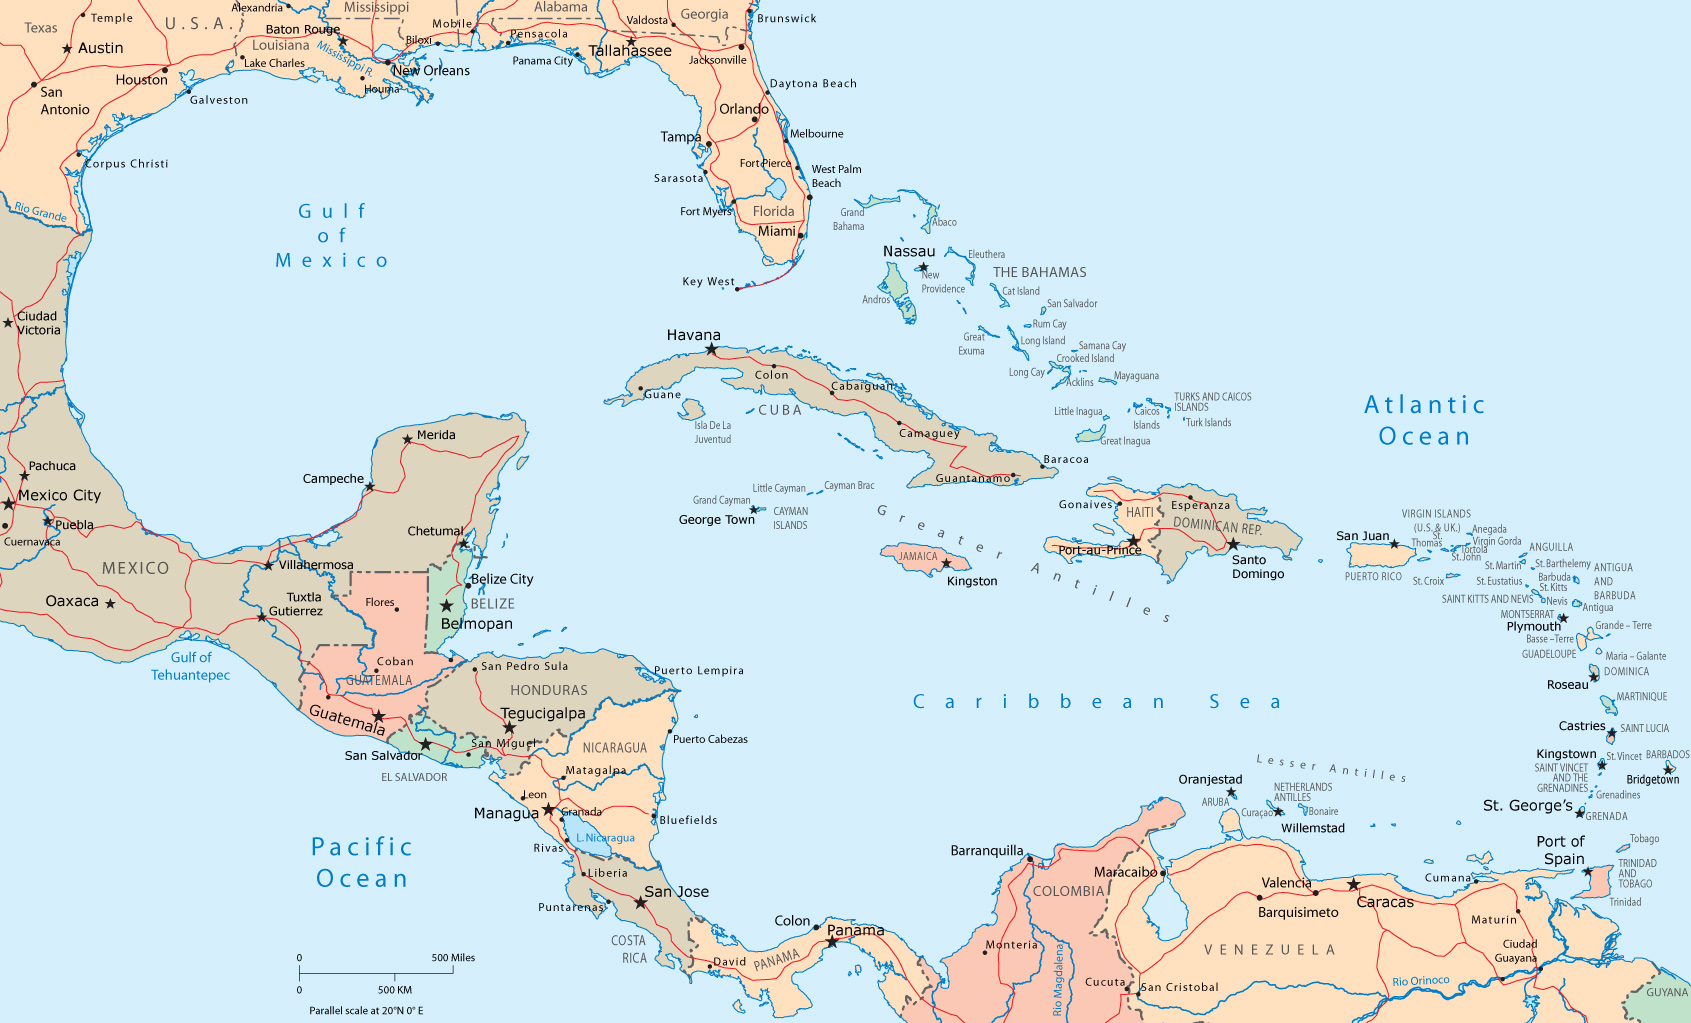 Alexandria
Mississippi
Alabama
Georgia
Brunswick
Temple
Texas
U.S.A.
Baton Rouge
Mobile
Valdosta
Austin
Louisiana
Mississippi R.
Biloxi
Pensacola
Tallahassee
Lake Charles
New Orleans
Panama City
Jacksonville
Houston
Houma
San
Antonio
Galveston
Daytona Beach
Orlando
Tampa
Melbourne
Corpus Christi
Fort Pierce
West Palm
Beach
Sarasota
Rio Grande
Fort Myers
Florida
Miami
Gulf
of
Mexico
Grand
Bahama
Abaco
Nassau
Eleuthera
New
Providence
THE BAHAMAS
Key West
Andros
Cat Island
San Salvador
Ciudad
Victoria
Rum Cay
Great
Exuma
Long Island
Samana Cay
Crooked Island
Long Cay
Acklins
Mayaguana
Havana
Colon
Cabaiguan
Guane
CUBA
Isla De La
Juventud
Camaguey
Little Inagua
Caicos
Islands
TURKS AND CAICOS
ISLANDS
Turk Islands
Great Inagua
Atlantic
Ocean
Merida
Baracoa
Guantanamo
Pachuca
Campeche
Mexico City
Puebla
Cuernavaca
Little Cayman
Cayman Brac
Grand Cayman
George Town
CAYMAN
ISLANDS
Greater Antilles
Gonaives
Esperanza
HAITI
DOMINICAN REP.
Port-au-Prince
Santo
Domingo
San Juan
PUERTO RICO
VIRGIN ISLANDS
(U.S.& UK.)
St.
Thomas
Anegada
Virgin Gorda
Tortola
St.John
ANGUILLA
St.Martin
St.Barthelemy
St. Croix
St. Eustatius
Barbuda
St.Kitts
ANTIGUA
AND
BARBUDA
SAINT KITTS AND NEVIS
Nevis
Antigua
MONTSERRAT
Plymouth
Grande – Terre
Basse –Terre
GUADELOUPE
Maria – Galante
DOMINICA
Roseau
MARTINIQUE
Castries
SAINT LUCIA
Kingstown
St. Vincet
BARBADOS
SAINT VINCET
AND THE
GRENADINES
Bridgetown
Grenadines
St. George's
GRENADA
Chetumal
JAMAICA
Kingston
MEXICO
Villahermosa
Belize City
Oaxaca
Tuxtla
Gutierrez
Flores
BELIZE
Belmopan
Gulf of
Tehuantepec
Coban
GUATEMALA
San Pedro Sula
Puerto Lempira
HONDURAS
Guatemala
Tegucigalpa
Caribbean Sea
San Salvador
San Miguel
NICARAGUA
Puerto Cabezas
EL SALVADOR
Matagalpa
Leon
Managua
Granada
Bluefields
L. Nicaragua
Rivas
Lesser Antilles
Oranjestad
ARUBA
NETHERLANDS
ANTILLES
Curaçao
Bonaire
Willemstad
Pacific
Ocean
Liberia
San Jose
Puntarenas
COSTA
RICA
Colon
Panama
David
PANAMA
Barranquilla
Maracaibo
COLOMBIA
Valencia
Caracas
Barquisimeto
Cumana
Port of
Spain
Tobago
TRINIDAD
AND
TOBAGO
Trinidad
Maturin
Monteria
Rio Magdalena
VENEZUELA
Ciudad
Guayana
Cucuta
San Cristobal
Rio Orinoco
GUYANA
0
500 Miles
0
500 KM
Parallel scale at 20°N 0° E